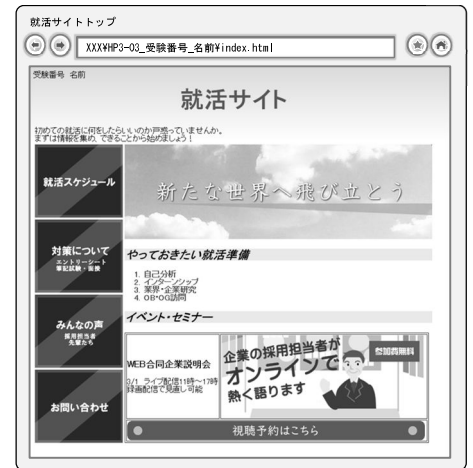 就活サイトトップ
XXX¥HP3-03_受験番号_名前¥index.html
受験番号 名前
就活サイト
初めての就活に何をしたらいいのか戸惑っていませんか。
まずは情報を集め、できることから始めましょう！
就活スケジュール
新たな世界へ飛び立とう
対策について
エントリーシート
筆記試験・面接
やっておきたい就活準備
1. 自己分析
2. インターンシップ
3. 業界・企業研究
4. OB・OG訪問
みんなの声
採用担当者
先輩たち
イベント・セミナー
WEB合同企業説明会
3/1 ライブ配信11時～17時
録画配信で見直し可能
企業の採用担当者が
オンラインで
熱く語ります
参加費無料
お問い合わせ
視聴予約はこちら